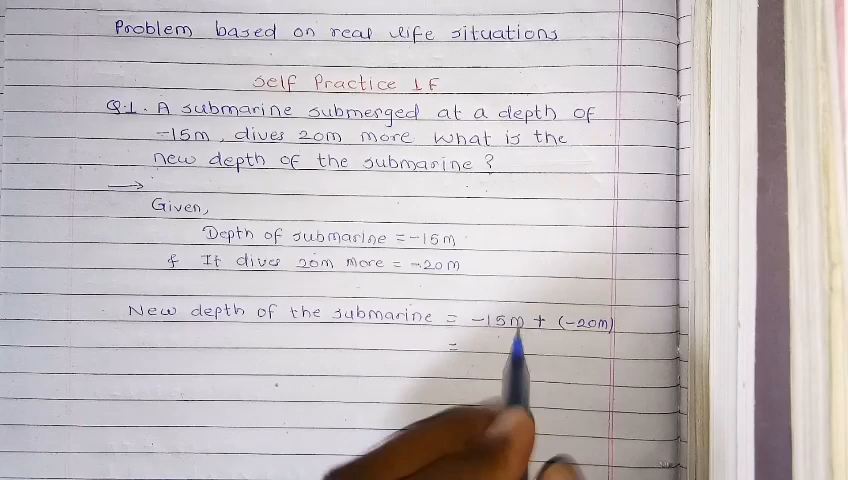 Problem based on real life situations
Self Practice 1F
Q.1. A submarine submerged at a depth of
-15m, dives 20m more what is the
new depth of the submarine?
→
Given,
Depth of submarine = -15m
& It dives 20m more = -20m
New depth of the submarine = -15m + (-20m)
=